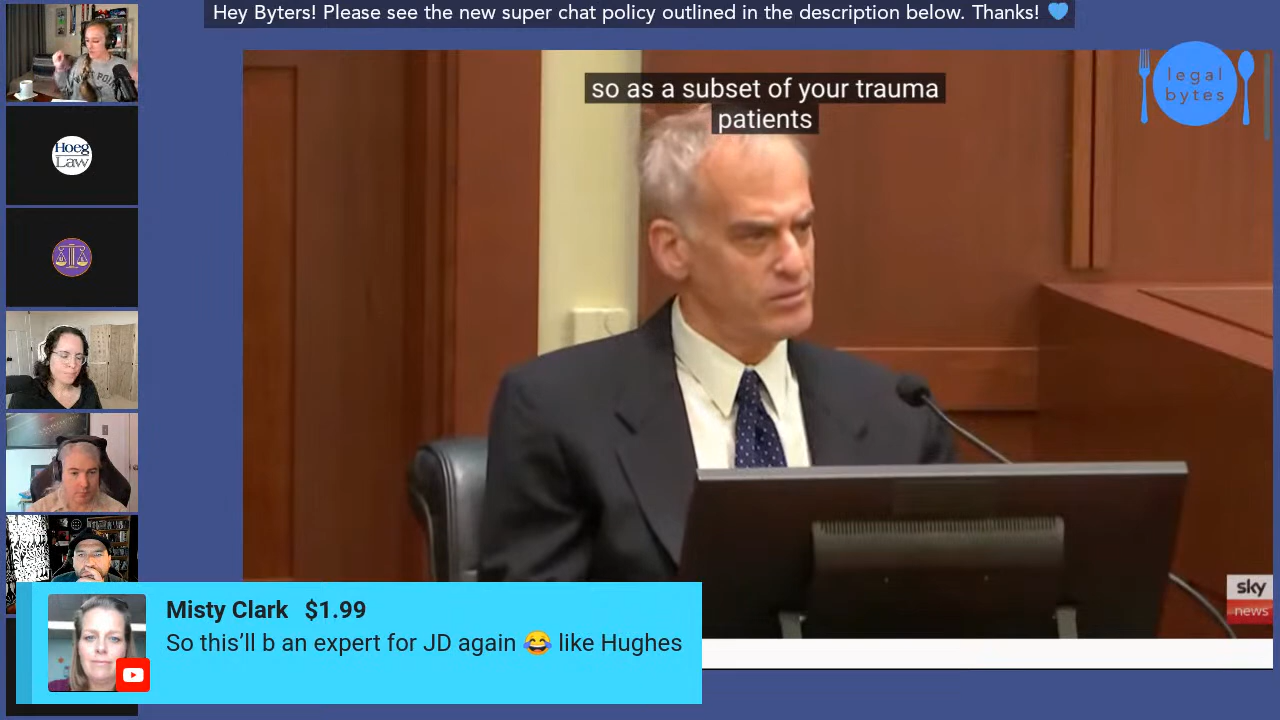 Hey Byters! Please see the new super chat policy outlined in the description below. Thanks! 💙
legal
bytes
so as a subset of your trauma
patients
Hoeg
Law
sky
news
Misty Clark $1.99
So this’ll b an expert for JD again 😂 like Hughes